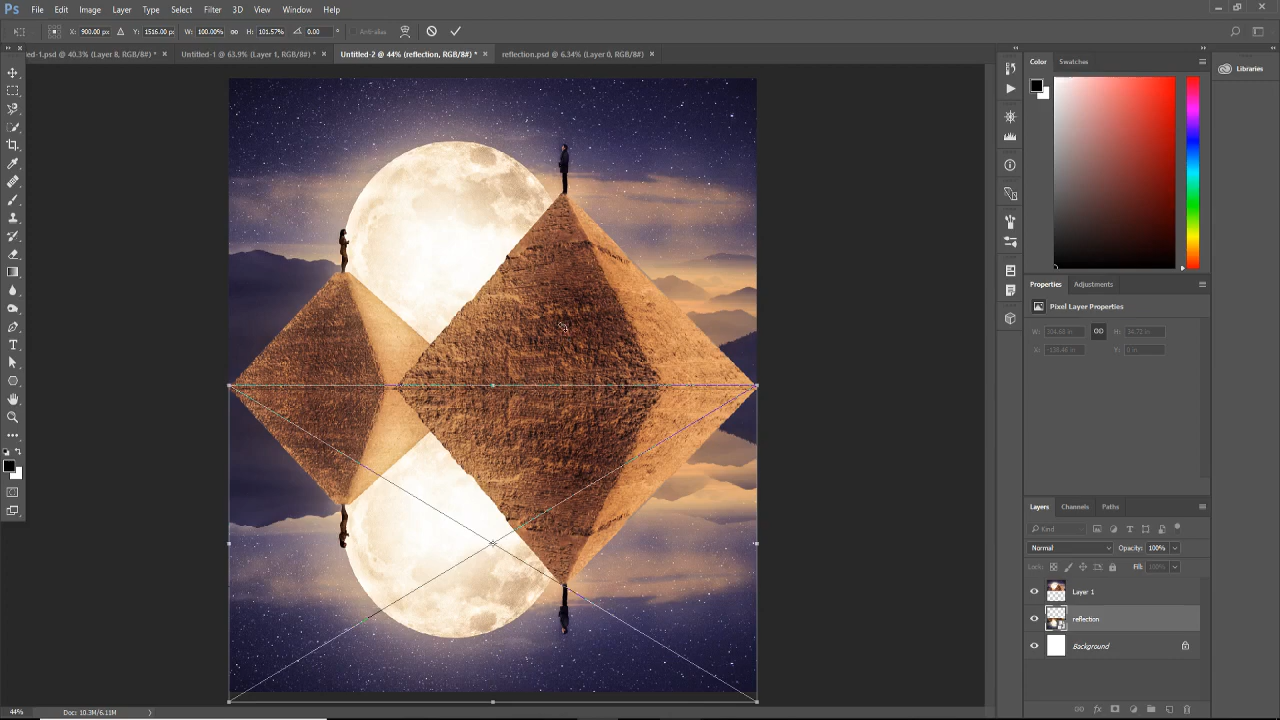 Ps File Edit Image Layer Type Select Filter 3D View Window Help
X: 900.00 px Y: 1516.00 px W: 100.00% H: 101.57% 0.00 ° Anti-alias
ed-1.psd @ 40.3% (Layer 8, RGB/8#) * × Untitled-1 @ 63.9% (Layer 1, RGB/8#) * × Untitled-2 @ 44% (reflection, RGB/8#) * × reflection.psd @ 6.34% (Layer 0, RGB/8#) ×
Color Swatches
Libraries
Properties Adjustments
Pixel Layer Properties
Y: 0 in
Layers Channels Paths
Kind
Normal Opacity: 100%
Lock: Fill: 100%
Layer 1
reflection
Background
44% Doc: 10.3M/6.11M